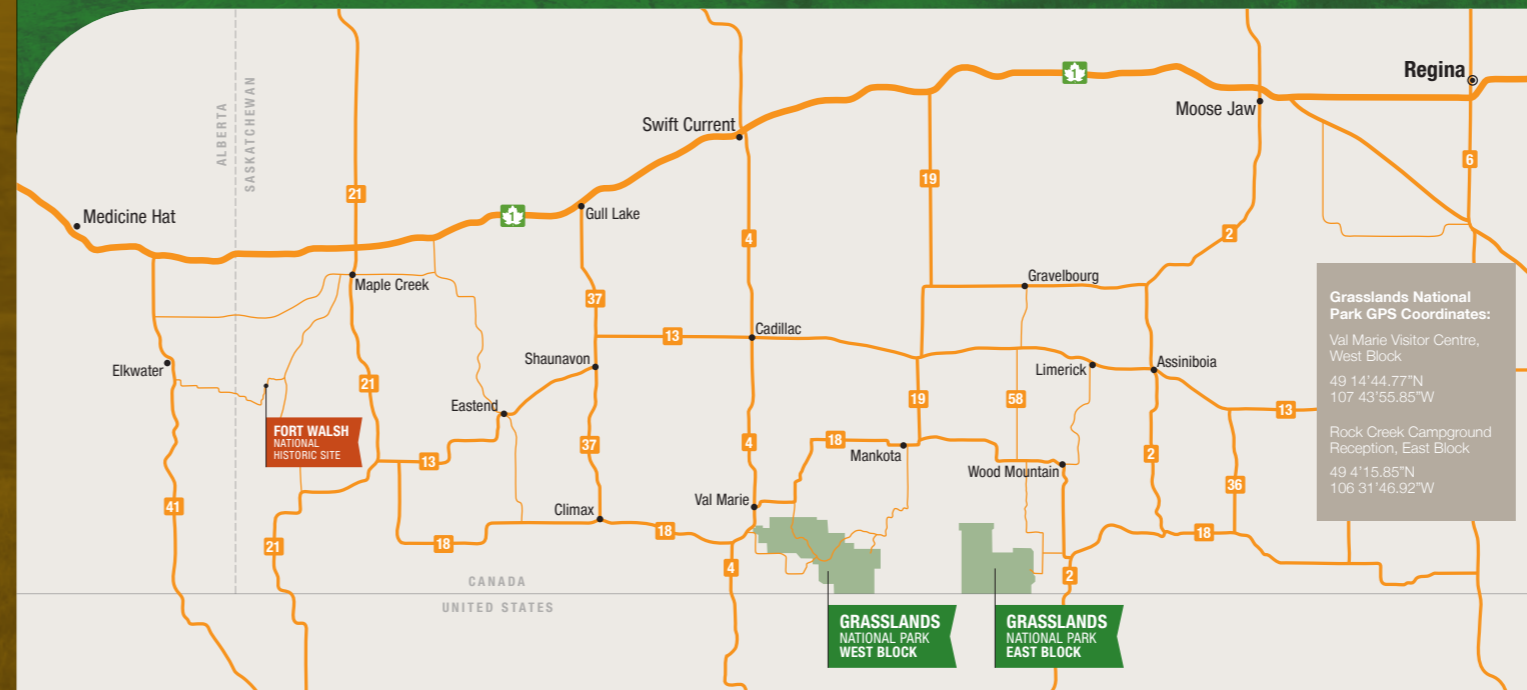 Regina
1
Moose Jaw
Swift Current
ALBERTA
SASKATCHEWAN
6
19
21
Medicine Hat
1
Gull Lake
4
2
Maple Creek
Gravelbourg
37
Grasslands National
Park GPS Coordinates:
Val Marie Visitor Centre,
West Block
49 14'44.77"N
107 43'55.85"W
Rock Creek Campground
Reception, East Block
49 4'15.85"N
106 31'46.92"W
13
Cadillac
Shaunavon
Elkwater
Limerick
Assiniboia
21
Eastend
19
58
13
FORT WALSH
NATIONAL
HISTORIC SITE
37
4
18
Mankota
2
13
Wood Mountain
36
41
Val Marie
Climax
18
18
18
21
4
2
CANADA
UNITED STATES
GRASSLANDS
NATIONAL PARK
WEST BLOCK
GRASSLANDS
NATIONAL PARK
EAST BLOCK